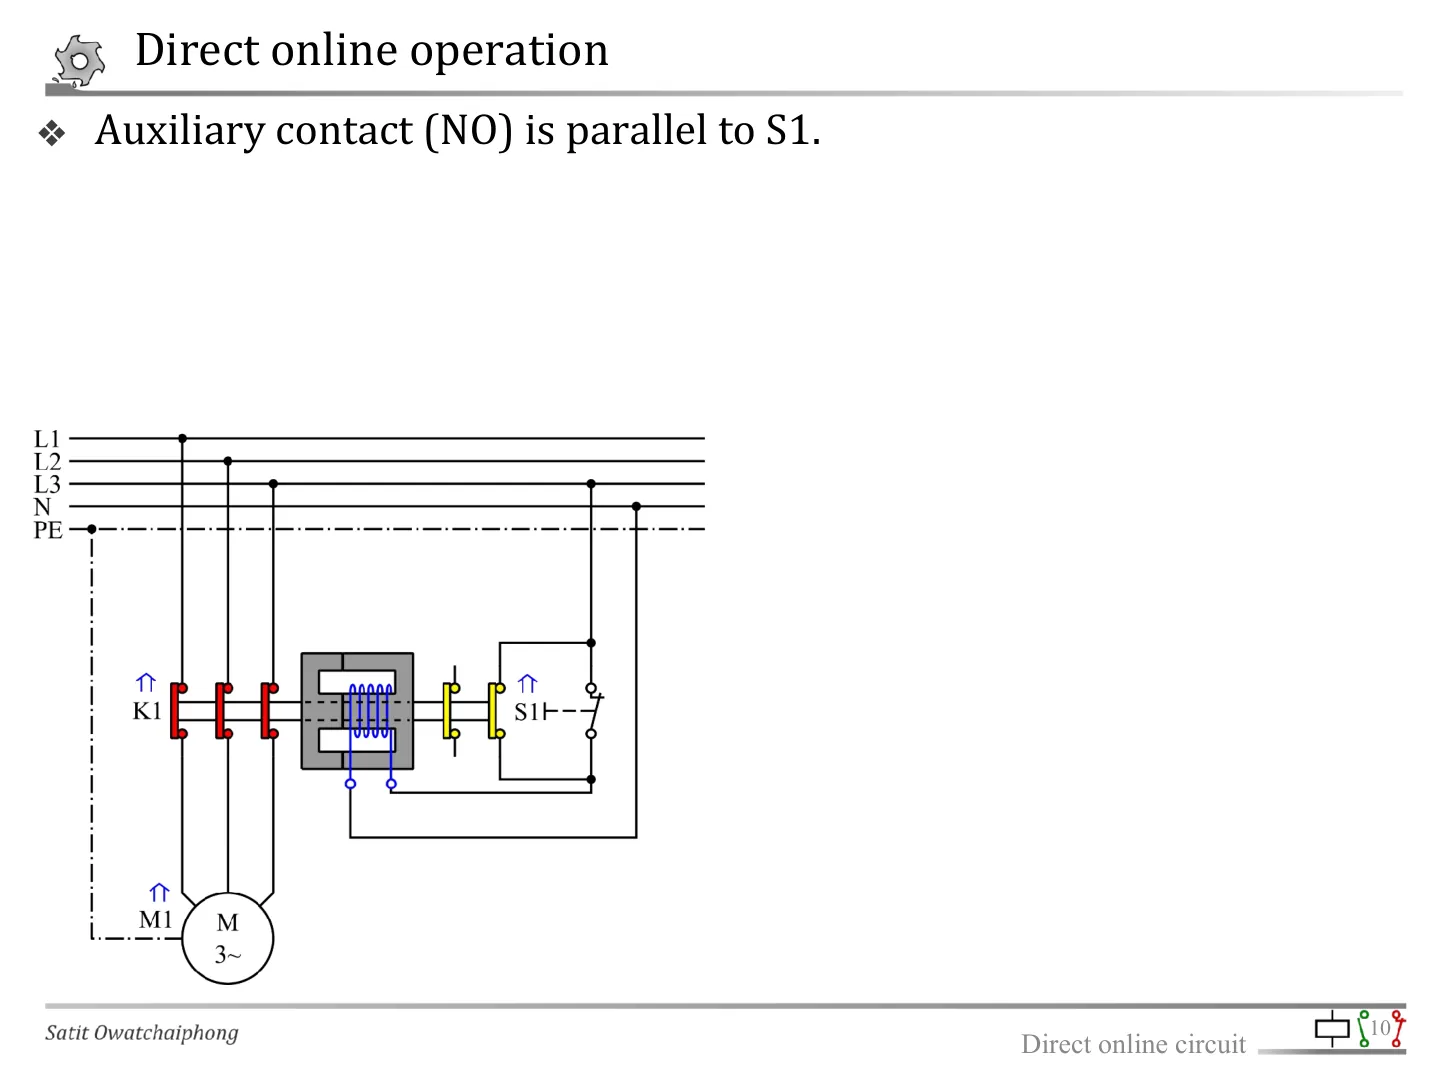 Direct online operation
❖ Auxiliary contact (NO) is parallel to S1.
L1
L2
L3
N
PE
K1
S1
M1
M
3~
Satit Owatchaiphong
Direct online circuit
10